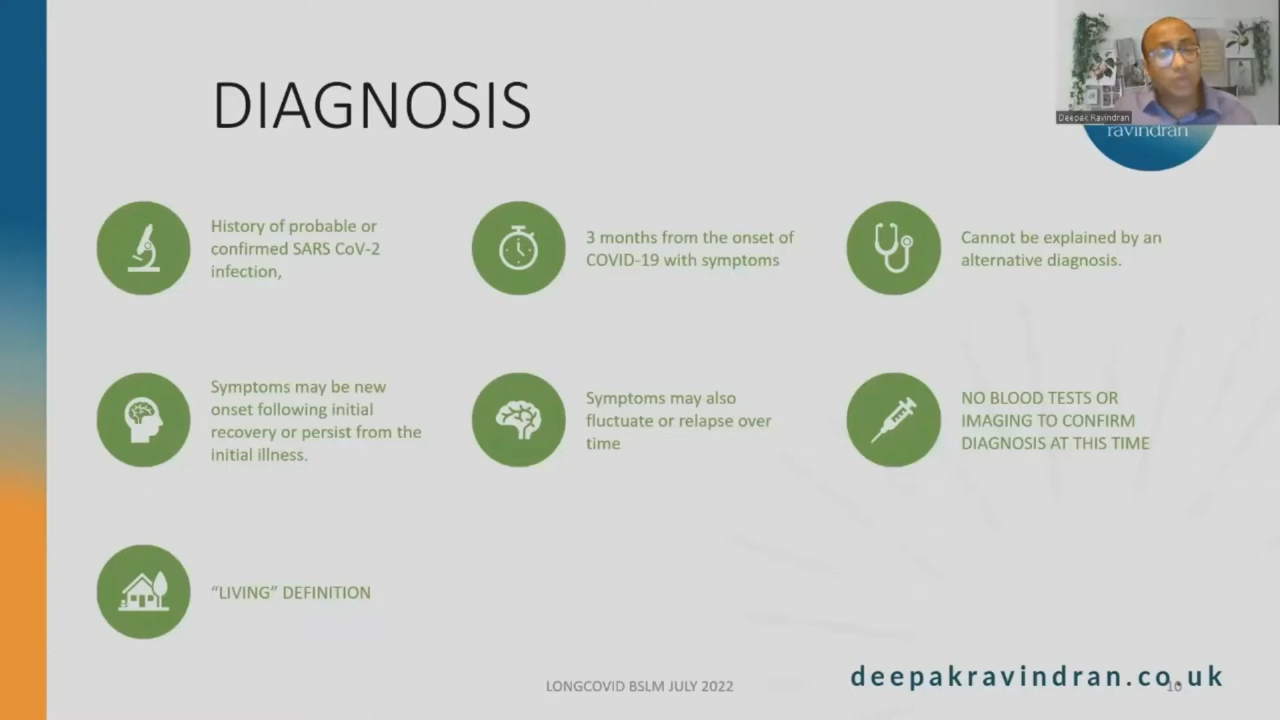 DIAGNOSIS
Deepak Ravindran
ravindran
History of probable or
confirmed SARS CoV-2
infection,
3 months from the onset of
COVID-19 with symptoms
Cannot be explained by an
alternative diagnosis.
Symptoms may be new
onset following initial
recovery or persist from the
initial illness.
Symptoms may also
fluctuate or relapse over
time
NO BLOOD TESTS OR
IMAGING TO CONFIRM
DIAGNOSIS AT THIS TIME
“LIVING” DEFINITION
LONGCOVID BSLM JULY 2022
deepakravindran.co.uk
10